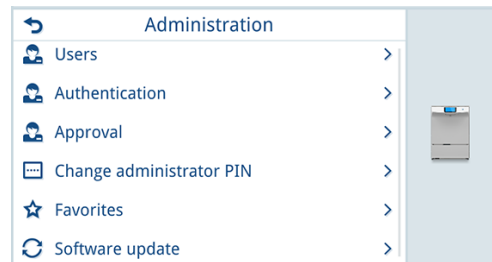 Administration
Users
Authentication
Approval
Change administrator PIN
Favorites
Software update